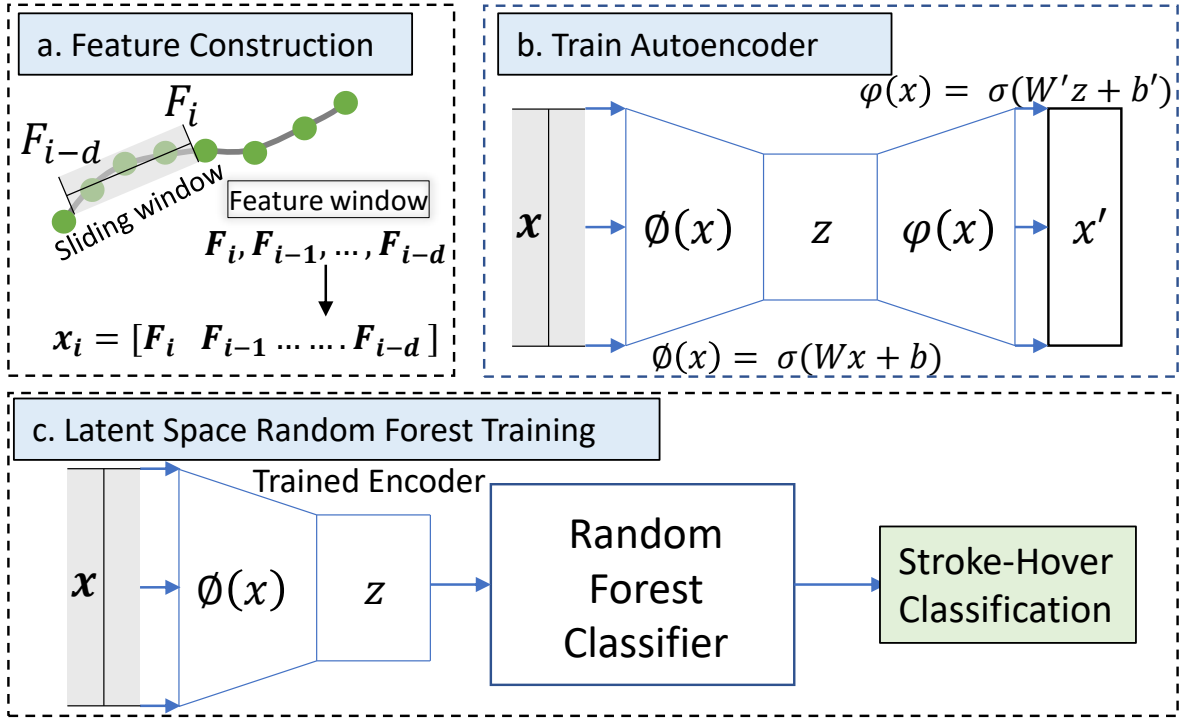 a. Feature Construction
F_i
F_{i-d}
Sliding window
Feature window
F_i, F_{i-1}, … , F_{i-d}
x_i = [F_i F_{i-1} … … . F_{i-d} ]
b. Train Autoencoder
φ(x) = σ(W′z + b′)
x
∅(x)
z
φ(x)
x′
∅(x) = σ(Wx + b)
c. Latent Space Random Forest Training
Trained Encoder
x
∅(x)
z
Random
Forest
Classifier
Stroke-Hover
Classification